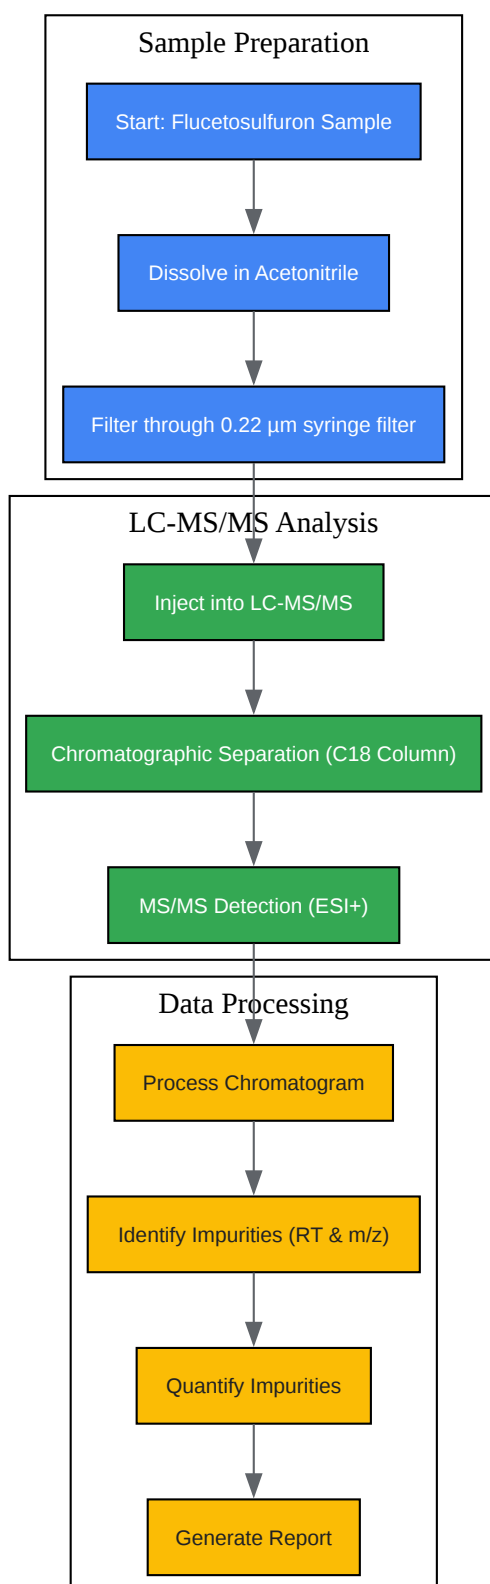 Sample Preparation
Start: Flucetosulfuron Sample
Dissolve in Acetonitrile
Filter through 0.22 µm syringe filter
LC-MS/MS Analysis
Inject into LC-MS/MS
Chromatographic Separation (C18 Column)
MS/MS Detection (ESI+)
Data Processing
Process Chromatogram
Identify Impurities (RT & m/z)
Quantify Impurities
Generate Report